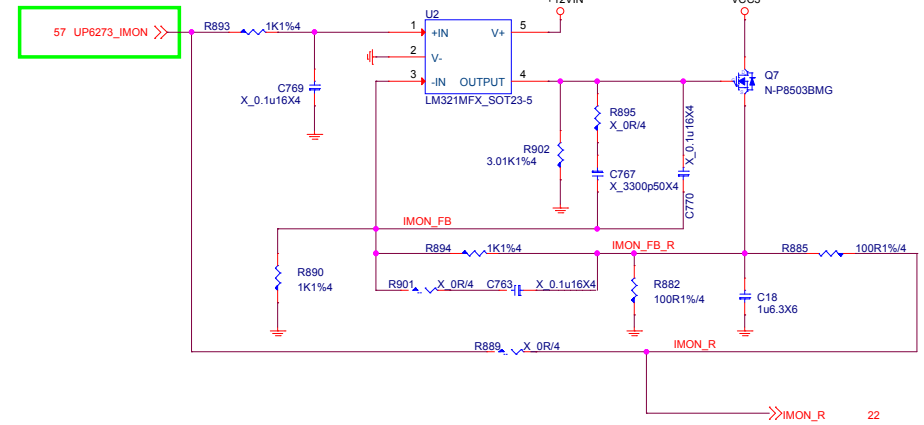 +12VIN
57 UP6273_IMON
R893
1K1%4
C769
X_0.1u16X4
U2
1
+IN
V+
5
2
V-
3
-IN
OUTPUT
4
LM321MFX_SOT23-5
Q7
N-P8503BMG
R902
3.01K1%4
R895
X_0R/4
C767
X_3300p50X4
X_0.1u16X4
C770
IMON_FB
R894
1K1%4
IMON_FB_R
R885
100R1%/4
R890
1K1%4
R901
X_0R/4
C763
X_0.1u16X4
R882
100R1%/4
C18
1u6.3X6
R889
X_0R/4
IMON_R
IMON_R
22